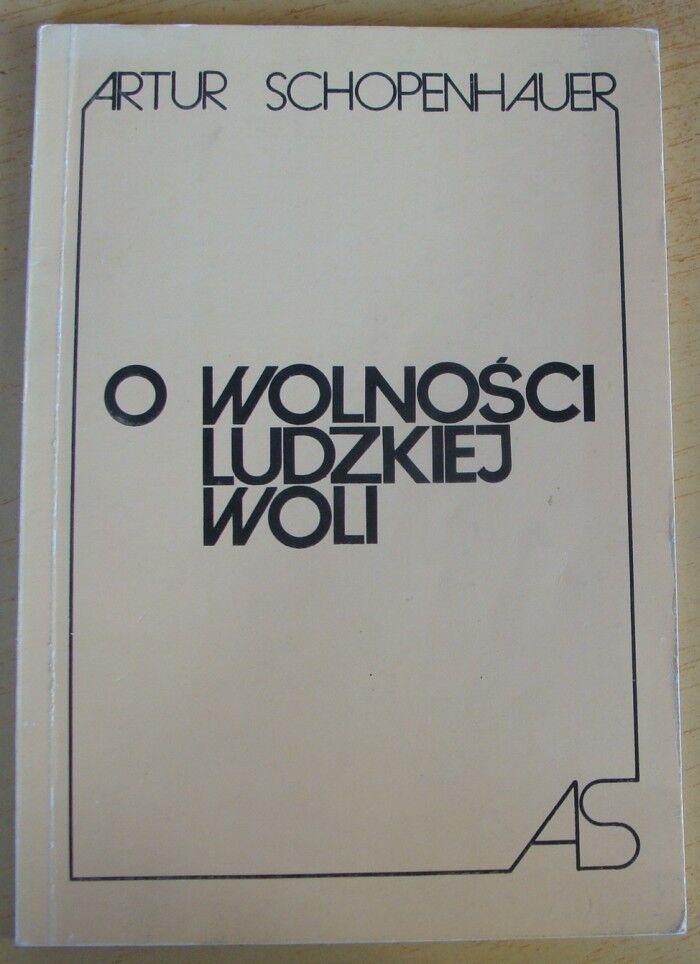 ARTUR SCHOPENHAUER
O WOLNOŚCI
LUDZKIEJ
WOLI
AS